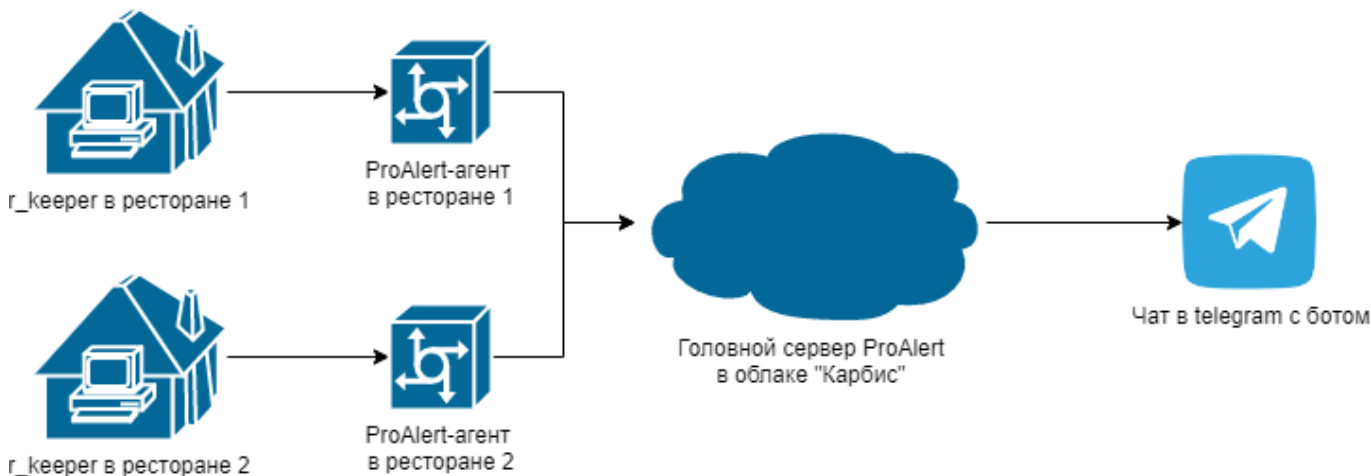 ProAlert-агент
в ресторане 1
r_keeper в ресторане 1
Чат в telegram с ботом
Головной сервер ProAlert
в облаке "Карбис"
ProAlert-агент
в ресторане 2
r_keeper в ресторане 2